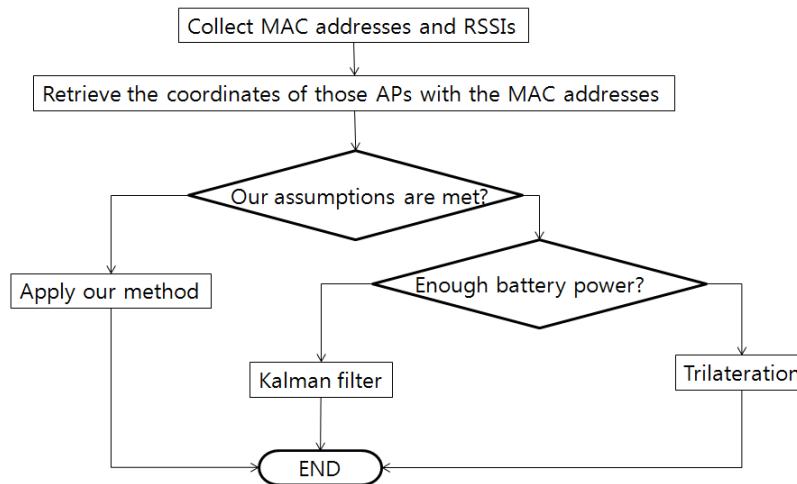 Collect MAC addresses and RSSIs
Retrieve the coordinates of those APs with the MAC addresses
Our assumptions are met?
Enough battery power?
Apply our method
Kalman filter
Trilateration
END